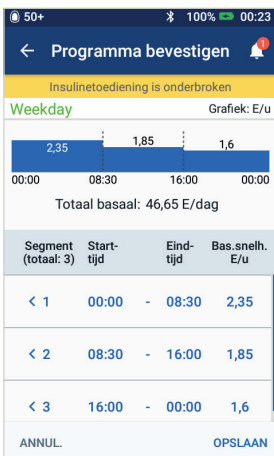 50+ 100% 00:23
Programma bevestigen 1
Insulinetoediening is onderbroken
Weekday Grafiek: E/u
2,35 1,85 1,6
00:00 08:30 16:00 00:00
Totaal basaal: 46,65 E/dag
Segment Start- Eind- Bas.snelh.
(totaal: 3) tijd tijd E/u
< 1 00:00 - 08:30 2,35
< 2 08:30 - 16:00 1,85
< 3 16:00 - 00:00 1,6
ANNUL. OPSLAAN